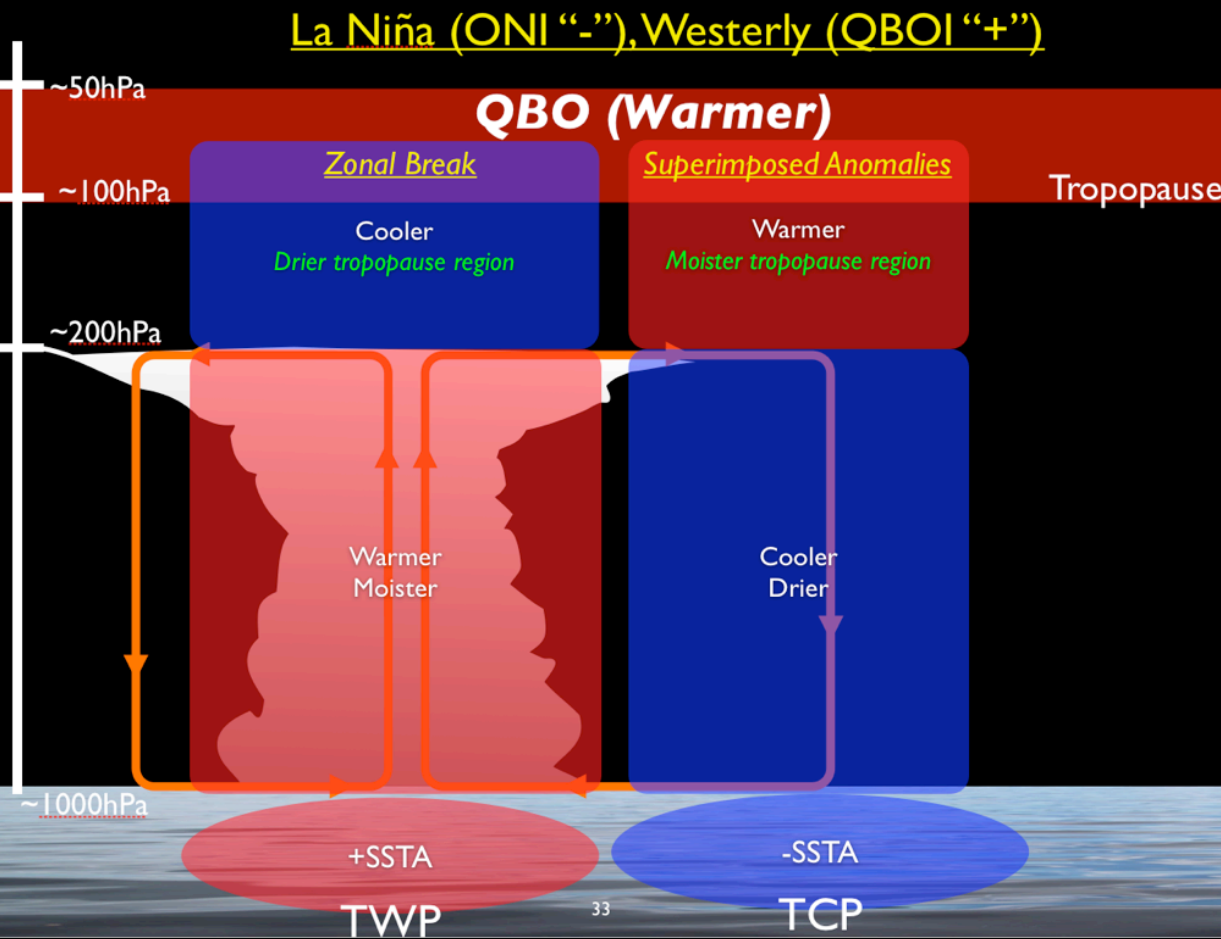 La Niña (ONI “-”), Westerly (QBOI “+”)
~50hPa
QBO (Warmer)
Zonal Break
Superimposed Anomalies
~100hPa
Tropopause
Cooler
Drier tropopause region
Warmer
Moister tropopause region
~200hPa
Warmer
Moister
Cooler
Drier
~1000hPa
+SSTA
-SSTA
TWP
33
TCP